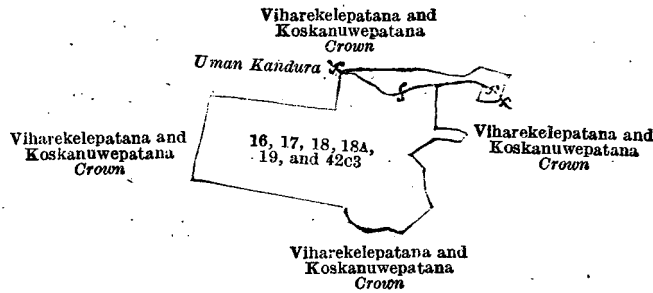 Viharekelepatana and
Koskanuwepatana
Crown
Uman Kandura
Viharekelepatana and
Koskanuwepatana
Crown
16, 17, 18, 18A,
19, and 42c3
Viharekelepatana and
Koskanuwepatana
Crown
Viharekelepatana and
Koskanuwepatana
Crown